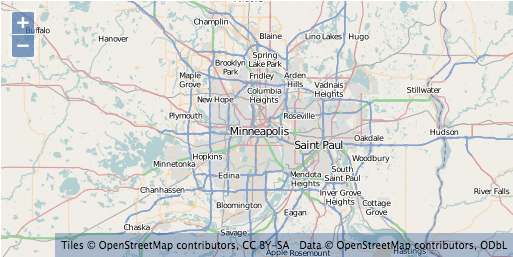 +
−
Champlin
Buffalo
Hanover
Blaine
Lino Lakes
Hugo
Spring
Lake Park
Brooklyn
Park
Fridley
Maple
Grove
Arden
Hills
Vadnais
Heights
Stillwater
New Hope
Columbia
Heights
Plymouth
Roseville
Minneapolis
Oakdale
Hudson
Saint Paul
Hopkins
Minnetonka
Woodbury
Edina
Mendota
Heights
South
Saint Paul
Chanhassen
River Falls
Inver Grove
Heights
Cottage
Grove
Bloomington
Eagan
Chaska
Savage
Tiles © OpenStreetMap contributors, CC BY-SA
Data © OpenStreetMap contributors, ODbL
Apple
Rosemount
Hastings